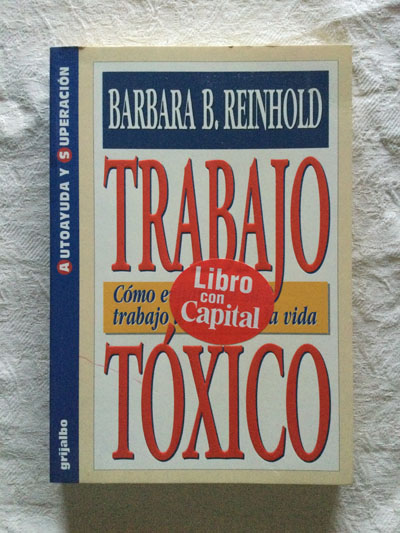 BARBARA B. REINHOLD
TRABAJO
Cómo e
trabajo a vida
Libro
con
Capital
TÓXICO
AUTOAYUDA Y SUPERACIÓN
grijalbo